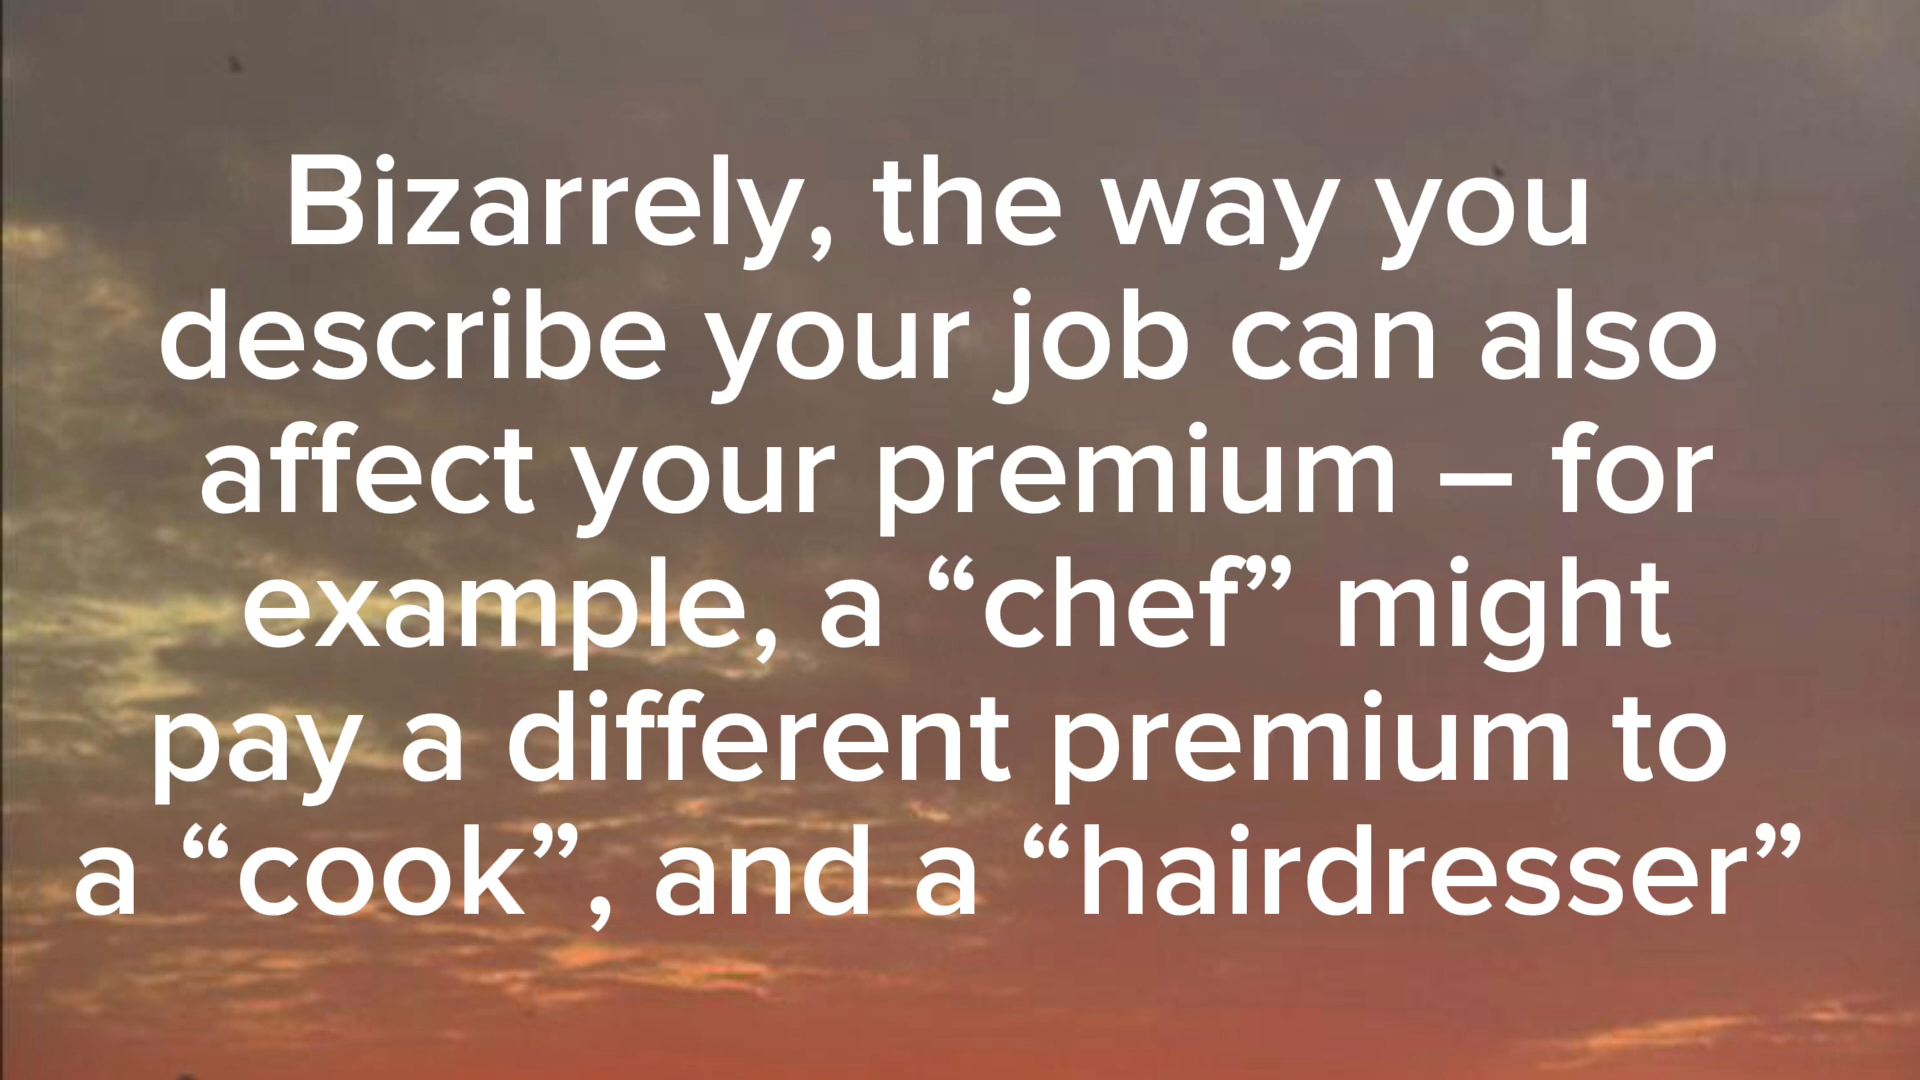 Bizarrely, the way you
describe your job can also
affect your premium – for
example, a “chef” might
pay a different premium to
a “cook”, and a “hairdresser”